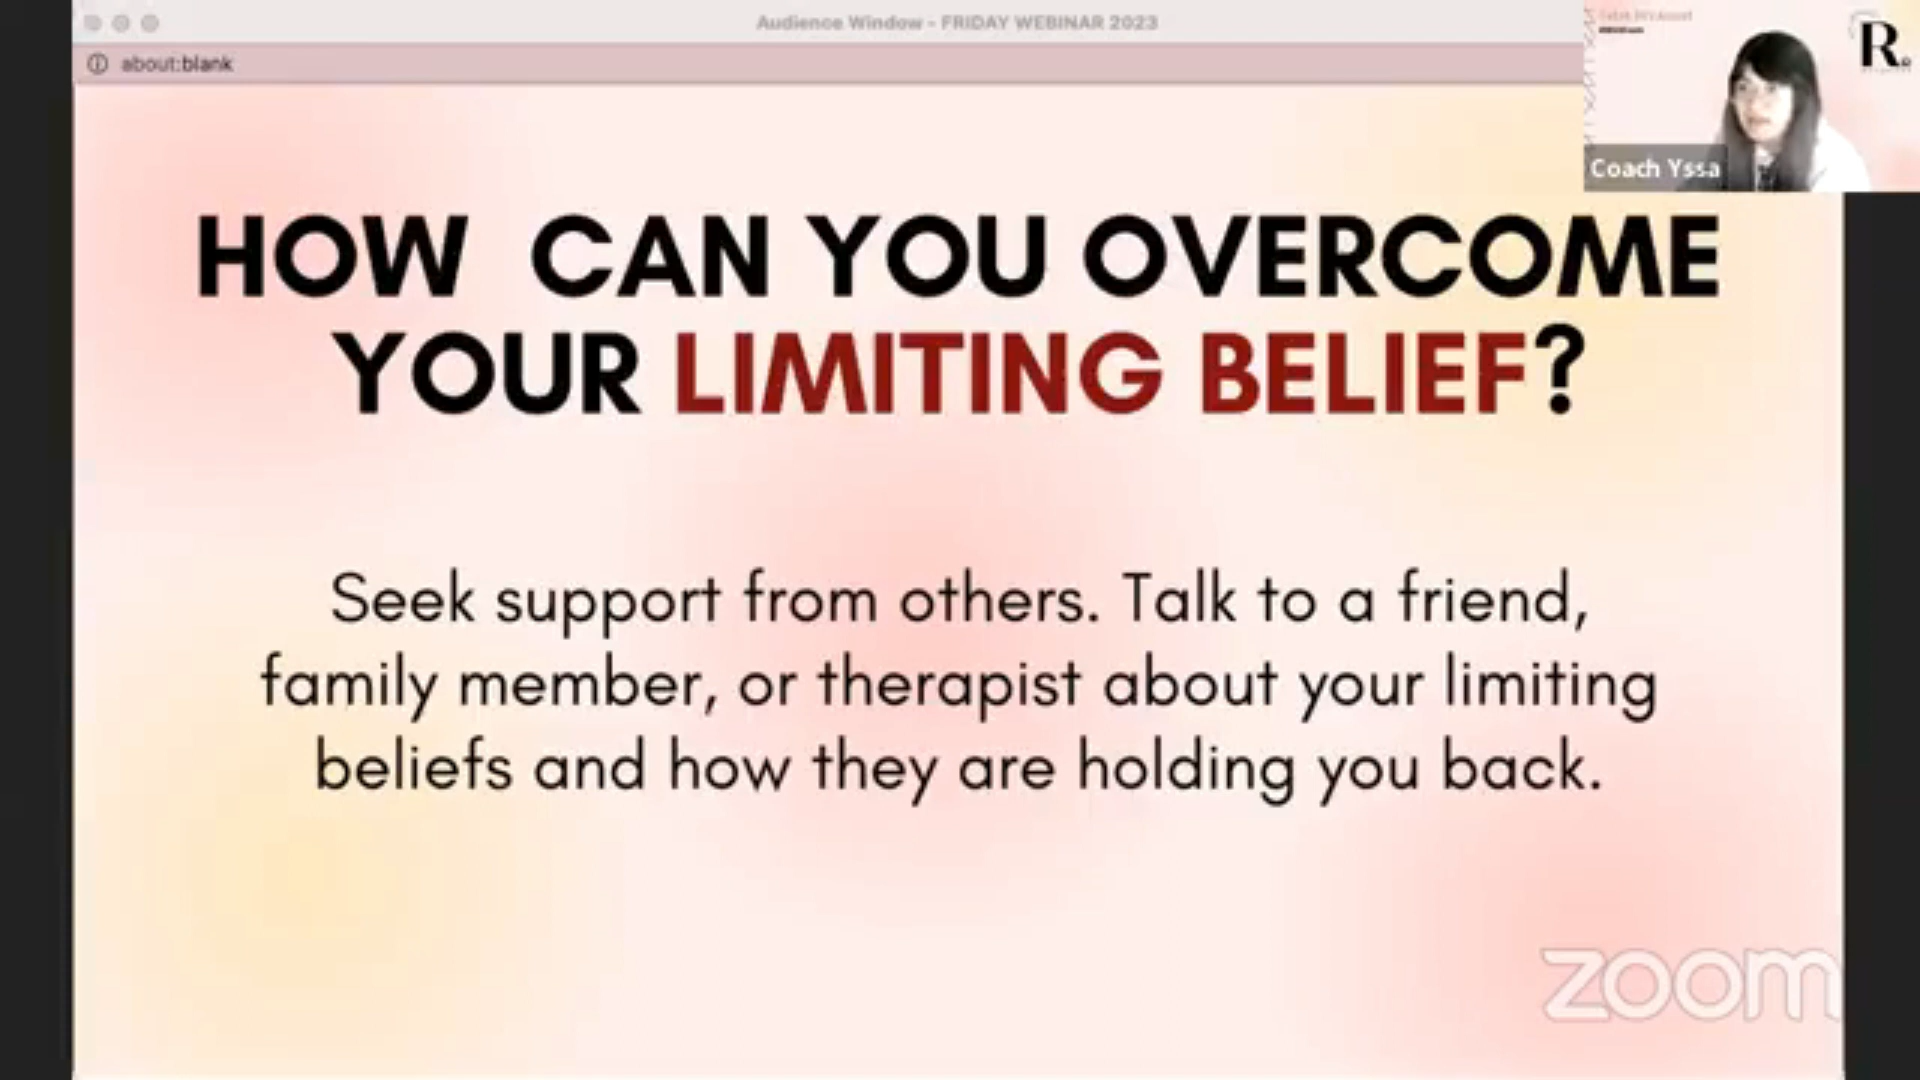 Audience Window - FRIDAY WEBINAR 2023
about:blank
R.
Coach Yssa
HOW CAN YOU OVERCOME
YOUR LIMITING BELIEF?
Seek support from others. Talk to a friend,
family member, or therapist about your limiting
beliefs and how they are holding you back.
zoom